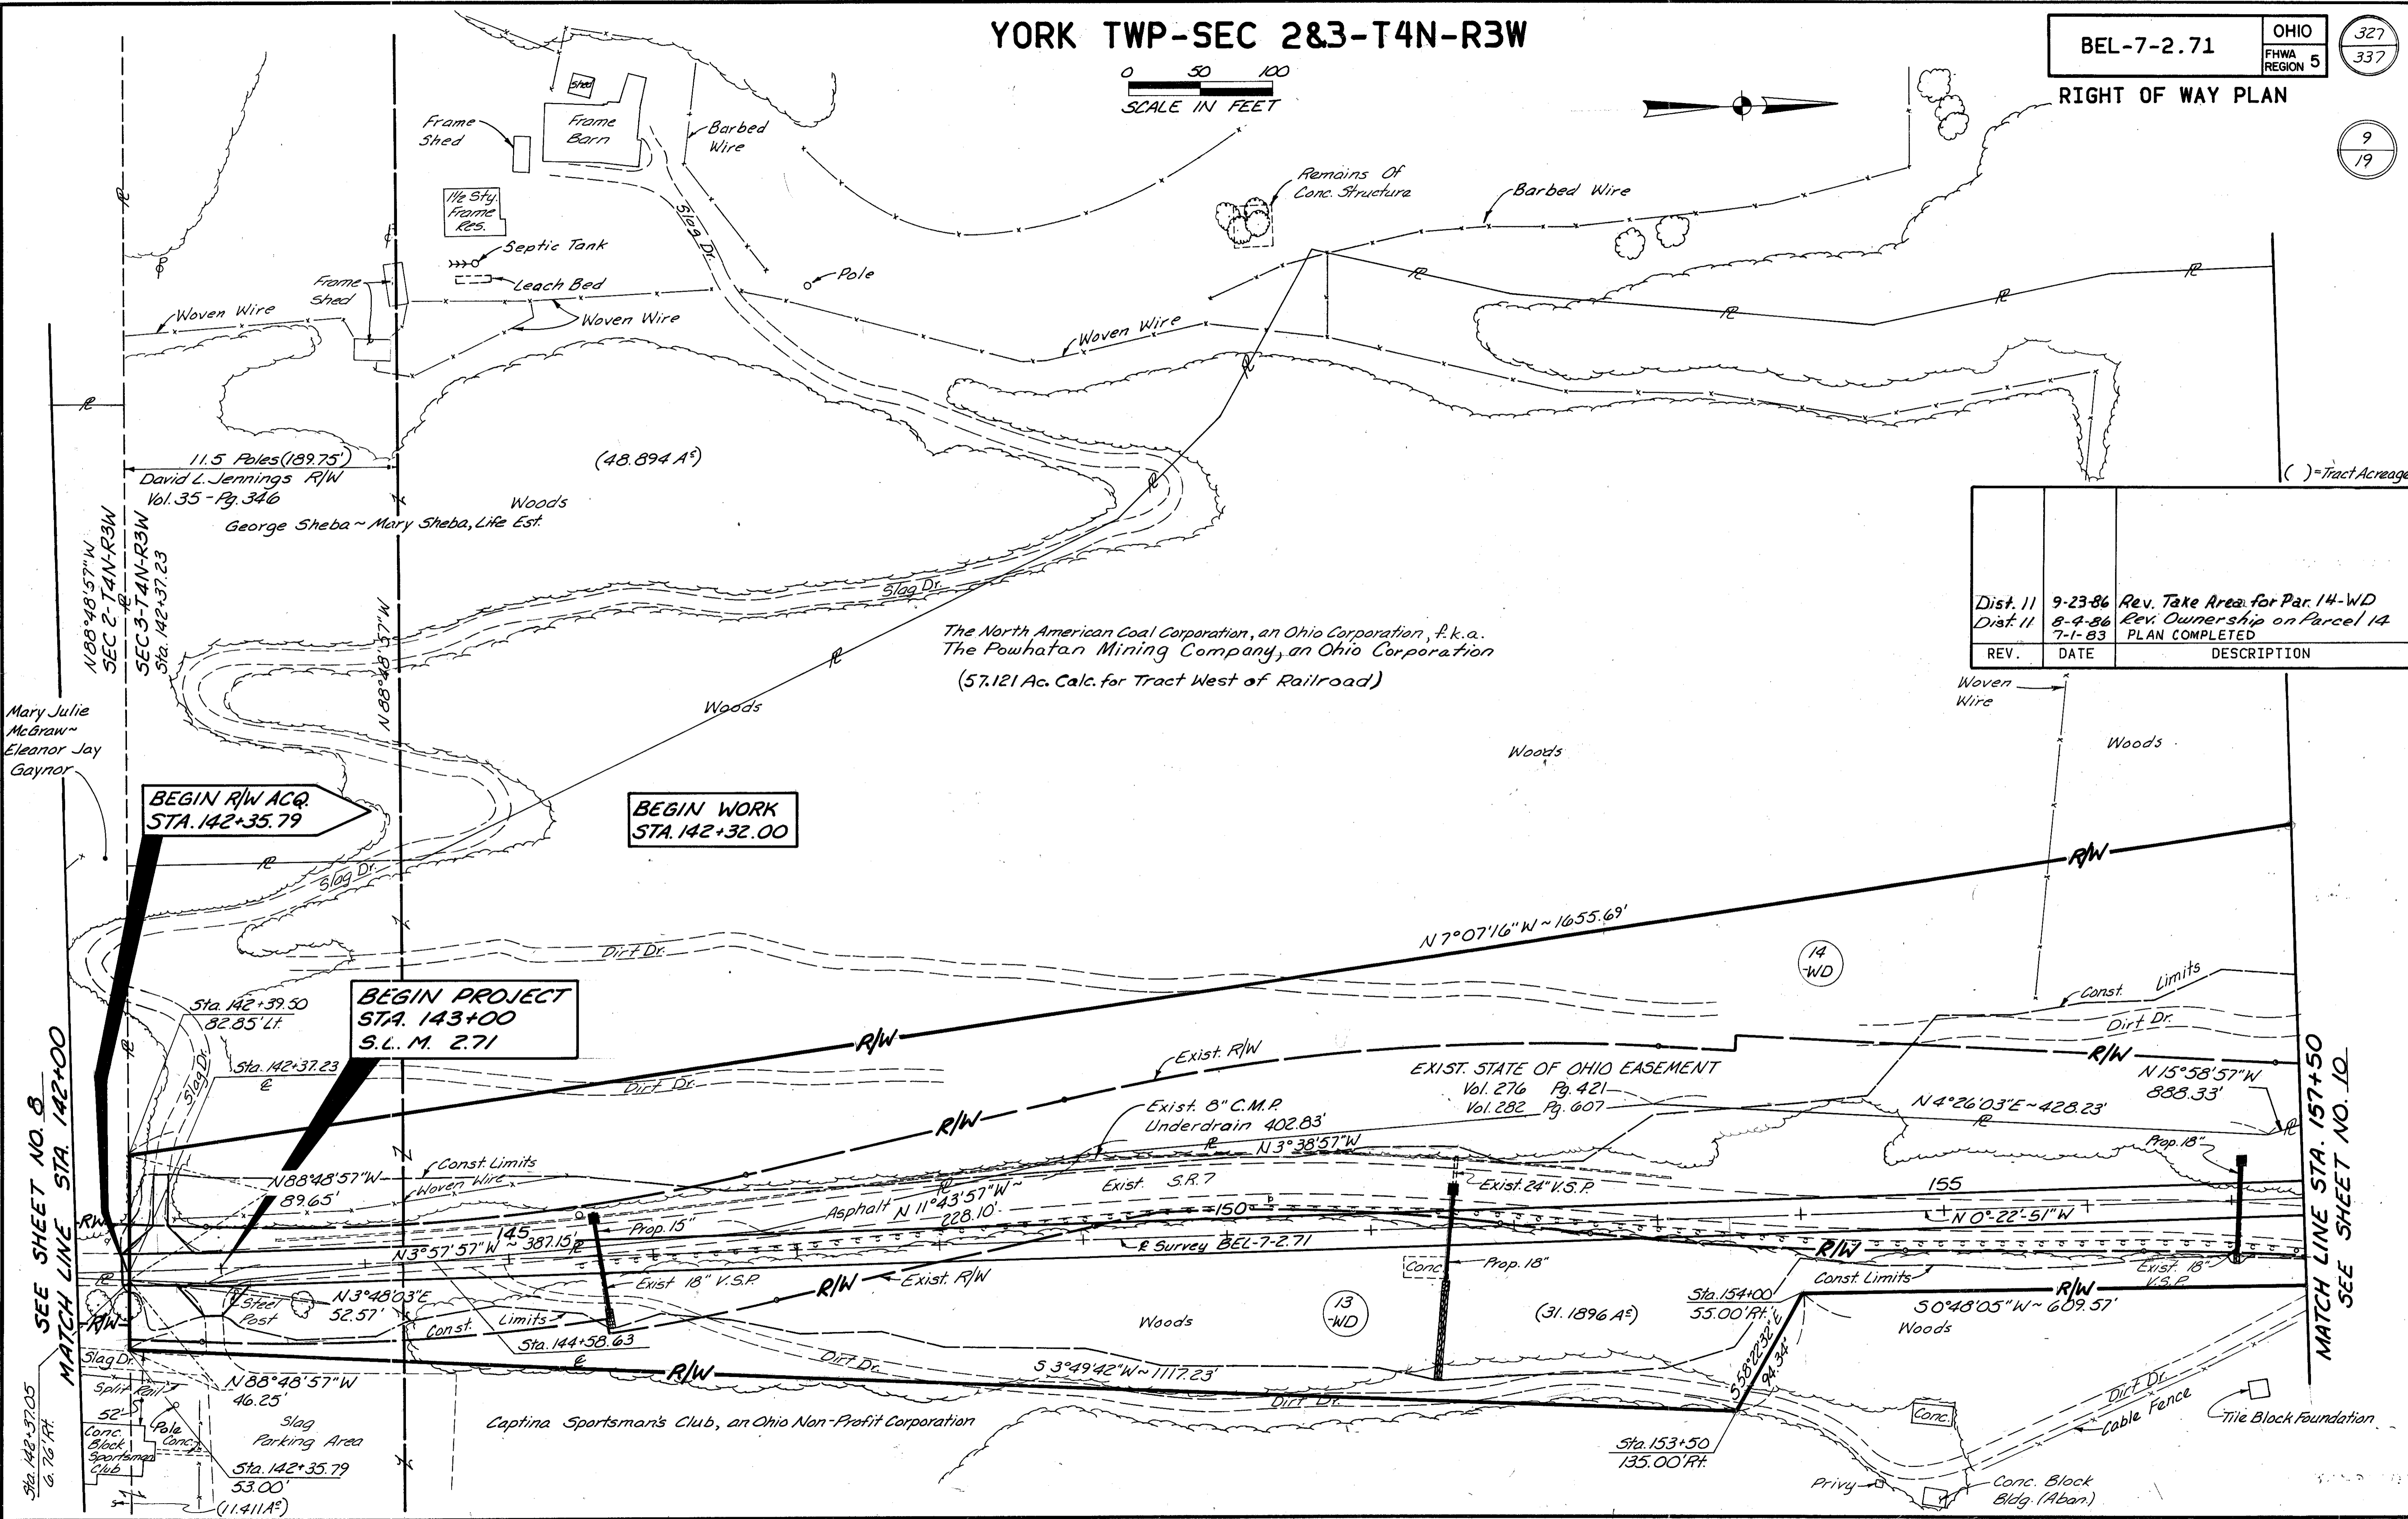 YORK TWP-SEC 2&3-T4N-R3W
0 50 100
SCALE IN FEET
BEL-7-2.71
OHIO
FHWA
REGION 5
327
337
RIGHT OF WAY PLAN
9
19
Shed
Frame
Shed
Frame
Barn
Barbed
Wire
1½ Sty.
Frame
Res.
Septic Tank
Leach Bed
Slag Dr.
Pole
Frame
Shed
Woven Wire
Woven Wire
Woven Wire
Remains Of
Conc. Structure
Barbed Wire
11.5 Poles (189.75')
David L. Jennings R/W
Vol. 35 - Pg. 346
(48.894 Ac)
Woods
George Sheba ~ Mary Sheba, Life Est.
N88°48'57"W
SEC 2-T4N-R3W
SEC 3-T4N-R3W
Sta. 142+37.23
N88°48'57"W
Slag Dr.
( ) = Tract Acreage
Dist. 11 9-23-86 Rev. Take Area for Par. 14-WD
Dist. 11 8-4-86 Rev. Ownership on Parcel 14
7-1-83 PLAN COMPLETED
REV. DATE DESCRIPTION
The North American Coal Corporation, an Ohio Corporation, f.k.a.
The Powhatan Mining Company, an Ohio Corporation
(57.121 Ac. Calc. for Tract West of Railroad)
Woods
Woods
Woven
Wire
Woods
Mary Julie
McGraw ~
Eleanor Jay
Gaynor
BEGIN R/W ACQ.
STA. 142+35.79
BEGIN WORK
STA. 142+32.00
Slag Dr.
R/W
N 7°07'16"W ~ 1655.69'
14
-WD
Dirt Dr.
Const. Limits
Dirt Dr.
Sta. 142+39.50
82.85' Lt.
BEGIN PROJECT
STA. 143+00
S.L.M. 2.71
Slag Dr.
Sta. 142+37.23
Dirt Dr.
R/W
Exist. R/W
R/W
EXIST. STATE OF OHIO EASEMENT
Vol. 276 Pg. 421
Vol. 282 Pg. 607
R/W
N 15°58'57"W
888.33'
N 4°26'03"E ~ 428.23'
Exist. 8" C.M.P.
Underdrain 402.83'
N 3°38'57"W
Prop. 18"
SEE SHEET NO. 8
MATCH LINE STA. 142+00
MATCH LINE STA. 157+50
SEE SHEET NO. 10
Const. Limits
Woven Wire
N88°48'57"W
89.65'
Exist. S.R. 7
Exist. 24" V.S.P.
Asphalt
N 11°43'57"W ~
228.10'
155
150
145
N 0°-22'-51"W
R/W
Prop. 15"
N3°57'57"W ~ 387.15'
Survey BEL-7-2.71
Exist 18" V.S.P.
R/W
Exist. R/W
Conc.
Prop. 18"
R/W
Const. Limits
Exist. 18"
V.S.P.
Steel
Post
N3°48'03"E
52.57'
Const. Limits
Sta. 144+58.63
R/W
13
-WD
Woods
(31.1896 Ac)
Sta. 154+00
55.00' Rt.
R/W
S 0°48'05"W ~ 609.57'
Woods
S58°22'32"E
94.34'
R/W
Dirt Dr.
S 3°49'42"W ~ 1117.23'
Dirt Dr.
Slag Dr.
Split Rail
N 88°48'57"W
46.25'
52'
Conc.
Block
Sportsman
Club
Pole
Conc.
Slag
Parking Area
Sta. 142+35.79
53.00'
(11.411 Ac)
Sta. 142+37.05
6.76' Rt.
Captina Sportsman's Club, an Ohio Non-Profit Corporation
Sta. 153+50
135.00' Rt.
Conc.
Dirt Dr.
Cable Fence
Tile Block Foundation
Privy
Conc. Block
Bldg. (Aban.)